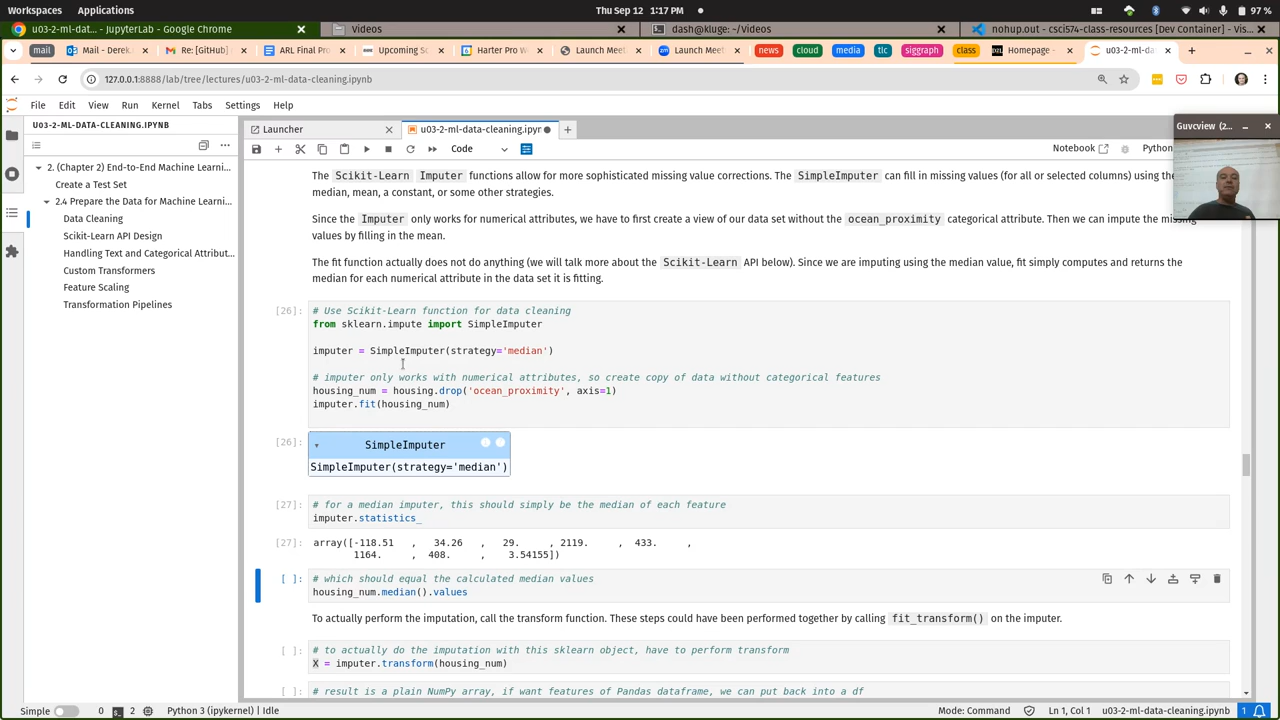 Workspaces Applications Thu Sep 12 1:17 PM 97 %
u03-2-ml-dat... - JupyterLab - Google Chrome Videos dash@kluge: ~/Videos nohup.out - csci574-class-resources [Dev Container] - Vis...
mail Mail - Derek Re: [GitHub] ARL Final Pro Upcoming Sc Harter Pro W Launch Meet Launch Meet news cloud media tlc siggraph class Homepage - u03-2-ml-da
127.0.0.1:8888/lab/tree/lectures/u03-2-ml-data-cleaning.ipynb
File Edit View Run Kernel Tabs Settings Help
U03-2-ML-DATA-CLEANING.IPYNB
Launcher
u03-2-ml-data-cleaning.ipyn
Guvcview (2...
Code
Notebook
Python
2. (Chapter 2) End-to-End Machine Learni...
Create a Test Set
2.4 Prepare the Data for Machine Learning...
Data Cleaning
Scikit-Learn API Design
Handling Text and Categorical Attribut...
Custom Transformers
Feature Scaling
Transformation Pipelines
The Scikit-Learn Imputer functions allow for more sophisticated missing value corrections. The SimpleImputer can fill in missing values (for all or selected columns) using the
median, mean, a constant, or some other strategies.
Since the Imputer only works for numerical attributes, we have to first create a view of our data set without the ocean_proximity categorical attribute. Then we can impute the missing
values by filling in the mean.
The fit function actually does not do anything (we will talk more about the Scikit-Learn API below). Since we are imputing using the median value, fit simply computes and returns the
median for each numerical attribute in the data set it is fitting.
[26]: # Use Scikit-Learn function for data cleaning
from sklearn.impute import SimpleImputer
imputer = SimpleImputer(strategy='median')
# imputer only works with numerical attributes, so create copy of data without categorical features
housing_num = housing.drop('ocean_proximity', axis=1)
imputer.fit(housing_num)
[26]: SimpleImputer
SimpleImputer(strategy='median')
[27]: # for a median imputer, this should simply be the median of each feature
imputer.statistics_
[27]: array([-118.51 , 34.26 , 29. , 2119. , 433. ,
1164. , 408. , 3.54155])
[ ]: # which should equal the calculated median values
housing_num.median().values
To actually perform the imputation, call the transform function. These steps could have been performed together by calling fit_transform() on the imputer.
[ ]: # to actually do the imputation with this sklearn object, have to perform transform
X = imputer.transform(housing_num)
[ ]: # result is a plain NumPy array, if want features of Pandas dataframe, we can put back into a df
Simple 0 2 Python 3 (ipykernel) | Idle Mode: Command Ln 1, Col 1 u03-2-ml-data-cleaning.ipynb 1